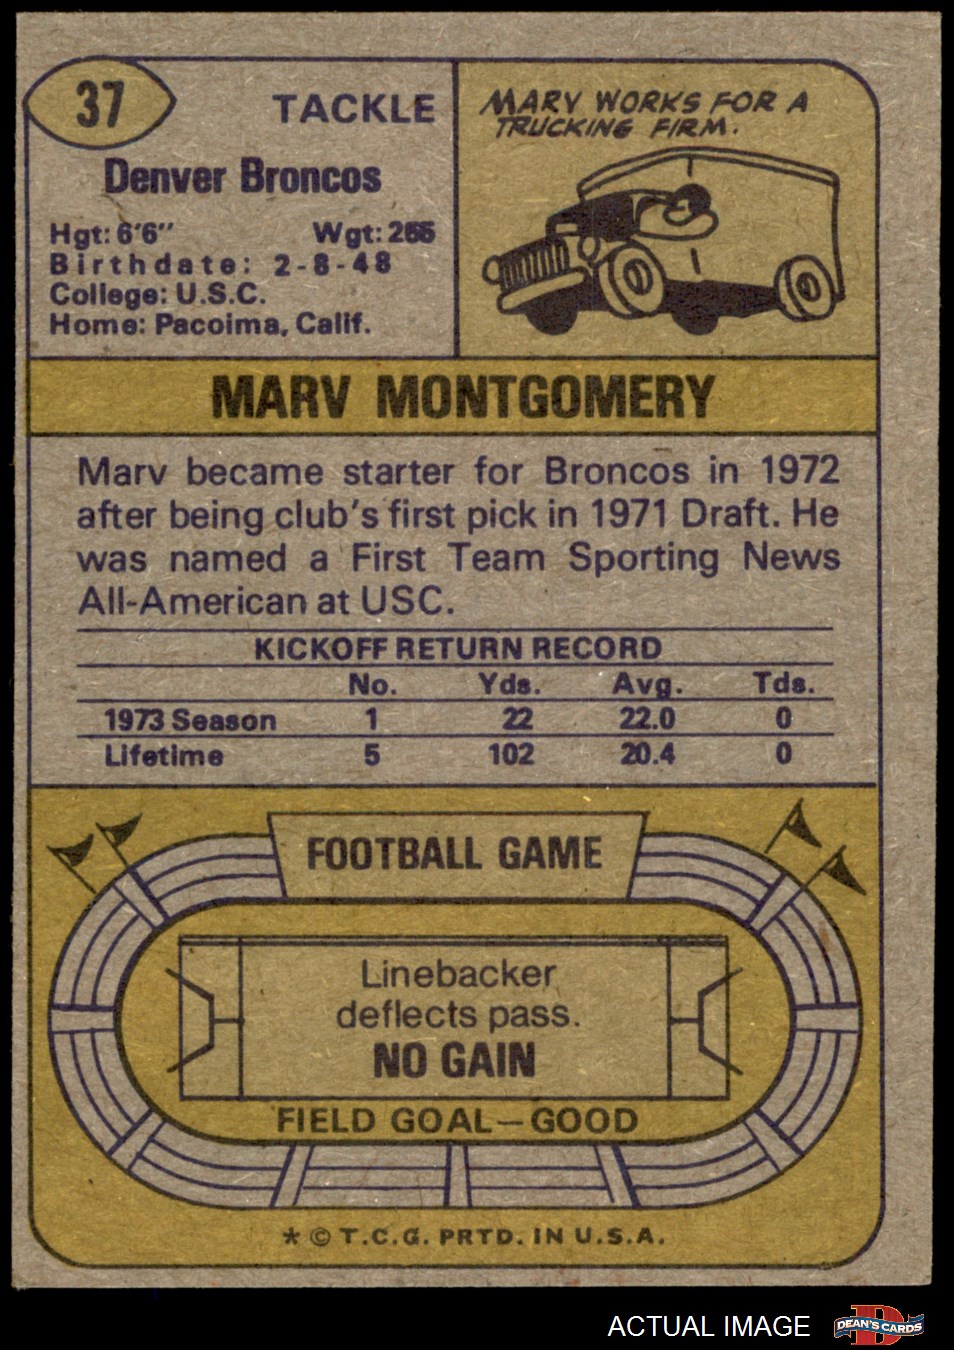 37
TACKLE
Denver Broncos
Hgt: 6'6" Wgt: 255
Birthdate: 2-8-48
College: U.S.C.
Home: Pacoima, Calif.
MARV WORKS FOR A
TRUCKING FIRM.
MARV MONTGOMERY
Marv became starter for Broncos in 1972
after being club's first pick in 1971 Draft. He
was named a First Team Sporting News
All-American at USC.
KICKOFF RETURN RECORD
No. Yds. Avg. Tds.
1973 Season 1 22 22.0 0
Lifetime 5 102 20.4 0
FOOTBALL GAME
Linebacker
deflects pass.
NO GAIN
FIELD GOAL—GOOD
* © T.C.G. PRTD. IN U.S.A.
ACTUAL IMAGE
DEAN'S CARDS